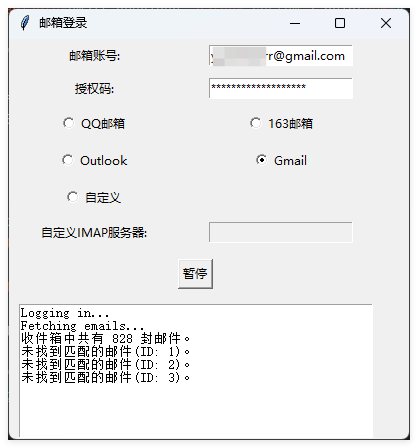 邮箱登录
邮箱账号: rr@gmail.com
授权码: *******************
QQ邮箱 163邮箱
Outlook Gmail
自定义
自定义IMAP服务器:
暂停
Logging in...
Fetching emails...
收件箱中共有 828 封邮件。
未找到匹配的邮件(ID: 1)。
未找到匹配的邮件(ID: 2)。
未找到匹配的邮件(ID: 3)。